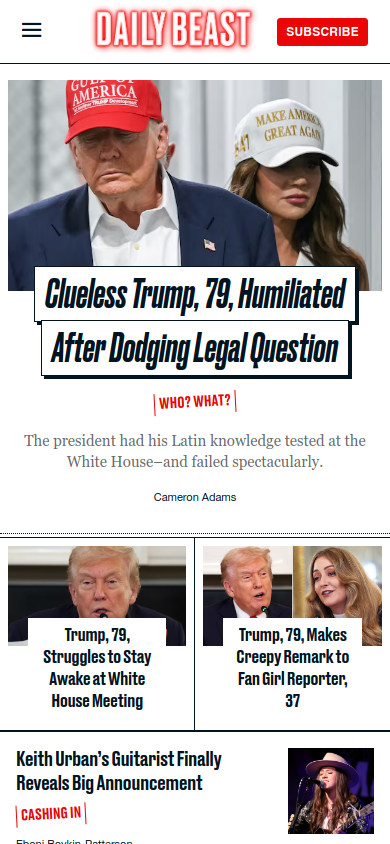 DAILY BEAST
SUBSCRIBE
GULF OF
AMERICA
MAKE AMERICA
GREAT AGAIN
Clueless Trump, 79, Humiliated
After Dodging Legal Question
WHO? WHAT?
The president had his Latin knowledge tested at the
White House—and failed spectacularly.
Cameron Adams
Trump, 79,
Struggles to Stay
Awake at White
House Meeting
Trump, 79, Makes
Creepy Remark to
Fan Girl Reporter,
37
Keith Urban’s Guitarist Finally
Reveals Big Announcement
CASHING IN
Eboni Boykin-Patterson